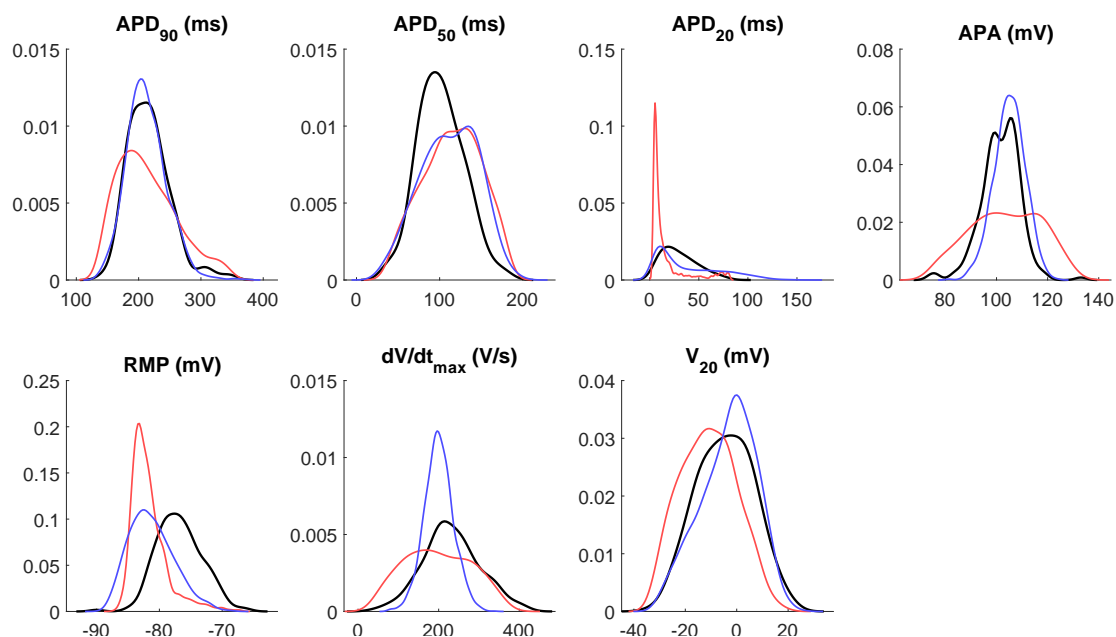 APD90 (ms)
0.015
0.01
0.005
0
100 200 300 400
APD50 (ms)
0.015
0.01
0.005
0
0 100 200
APD20 (ms)
0.15
0.1
0.05
0
0 50 100 150
APA (mV)
0.08
0.06
0.04
0.02
0
80 100 120 140
RMP (mV)
0.25
0.2
0.15
0.1
0.05
0
-90 -80 -70
dV/dtmax (V/s)
0.015
0.01
0.005
0
0 200 400
V20 (mV)
0.04
0.03
0.02
0.01
0
-40 -20 0 20